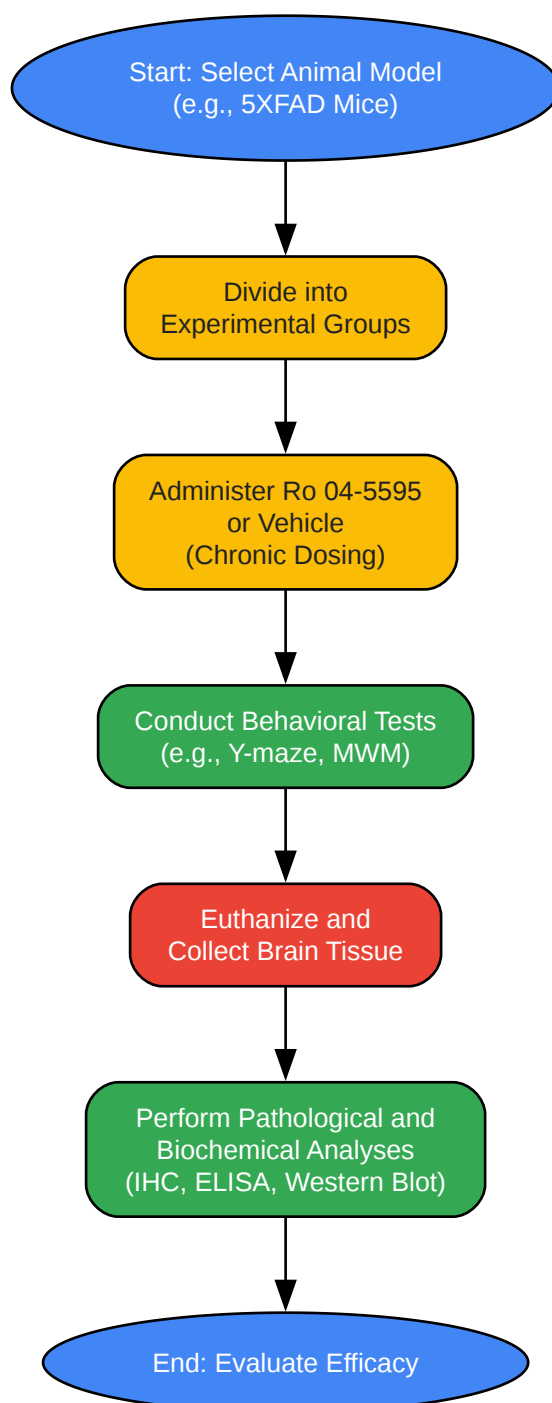 Start: Select Animal Model
(e.g., 5XFAD Mice)
Divide into
Experimental Groups
Administer Ro 04-5595
or Vehicle
(Chronic Dosing)
Conduct Behavioral Tests
(e.g., Y-maze, MWM)
Euthanize and
Collect Brain Tissue
Perform Pathological and
Biochemical Analyses
(IHC, ELISA, Western Blot)
End: Evaluate Efficacy